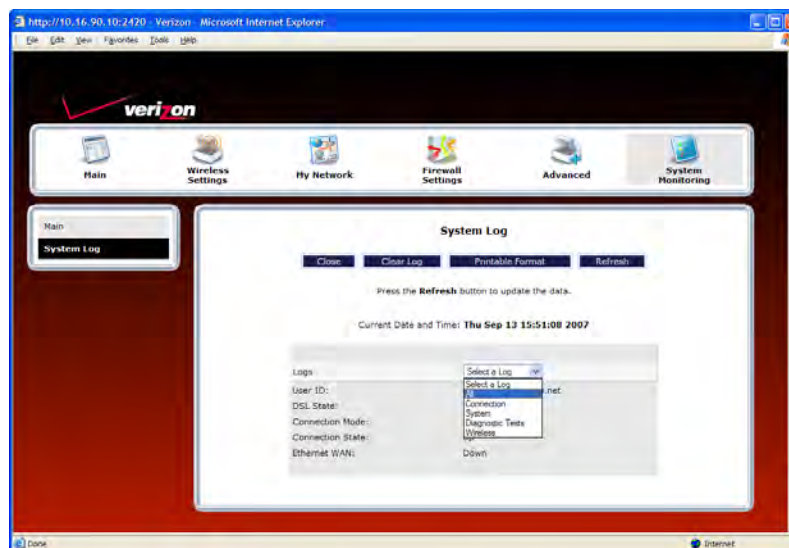 http://10.16.90.10:2420 - Verizon - Microsoft Internet Explorer
File Edit View Favorites Tools Help
verizon
Main
Wireless Settings
My Network
Firewall Settings
Advanced
System Monitoring
Main
System Log
System Log
Close Clear Log Printable Format Refresh
Press the Refresh button to update the data.
Current Date and Time: Thu Sep 13 15:51:08 2007
Logs Select a Log
Select a Log
All
Connection
System
Diagnostic Tests
Wireless
User ID: .net
DSL State:
Connection Mode:
Connection State:
Ethernet WAN: Down
Done Internet